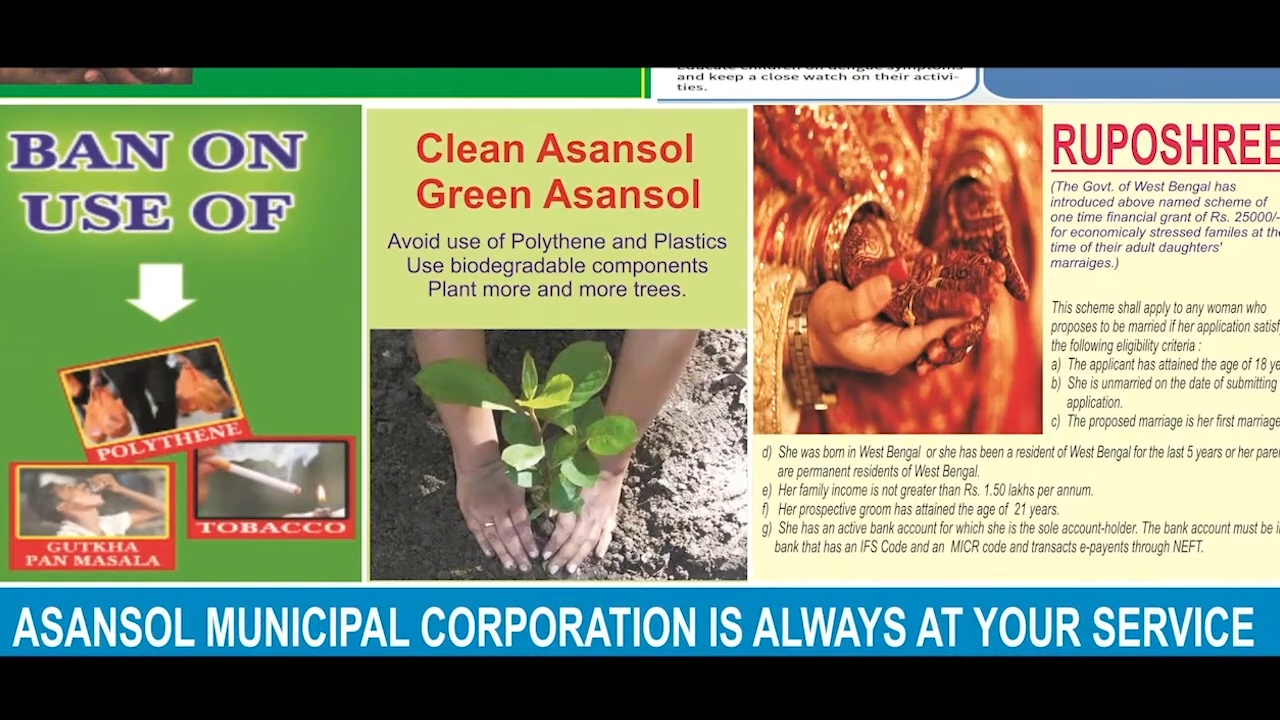 and keep a close watch on their activi-
ties.
BAN ON
USE OF
POLYTHENE
TOBACCO
GUTKHA
PAN MASALA
Clean Asansol
Green Asansol
Avoid use of Polythene and Plastics
Use biodegradable components
Plant more and more trees.
RUPOSHREE
(The Govt. of West Bengal has
introduced above named scheme of
one time financial grant of Rs. 25000/-
for economicaly stressed familes at the
time of their adult daughters'
marraiges.)
This scheme shall apply to any woman who
proposes to be married if her application
the following eligibility criteria :
a) The applicant has attained the age of 18
b) She is unmarried on the date of submitting
application.
c) The proposed marriage is her first marriage
d) She was born in West Bengal or she has been a resident of West Bengal for the last 5 years or her
are permanent residents of West Bengal.
e) Her family income is not greater than Rs. 1.50 lakhs per annum.
f) Her prospective groom has attained the age of 21 years.
g) She has an active bank account for which she is the sole account-holder. The bank account must be
bank that has an IFS Code and an MICR code and transacts e-payents through NEFT.
ASANSOL MUNICIPAL CORPORATION IS ALWAYS AT YOUR SERVICE